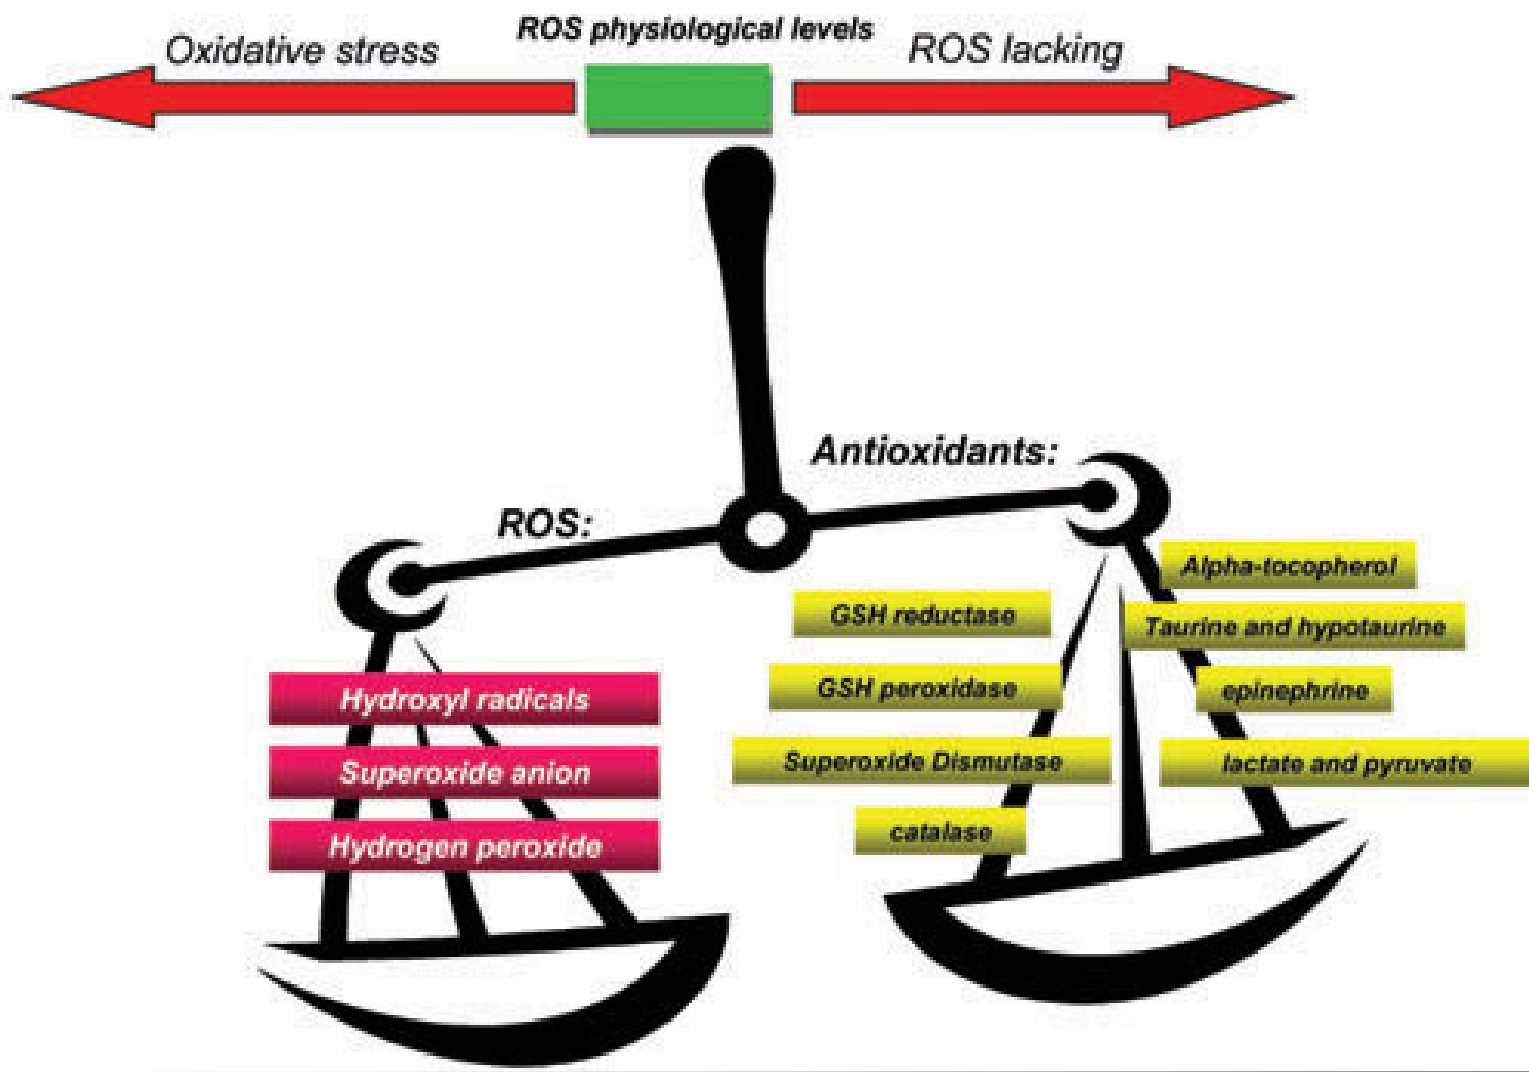 ROS physiological levels
Oxidative stress
ROS lacking
Antioxidants:
ROS:
Alpha-tocopherol
GSH reductase
Taurine and hypotaurine
GSH peroxidase
epinephrine
Hydroxyl radicals
Superoxide Dismutase
lactate and pyruvate
Superoxide anion
catalase
Hydrogen peroxide